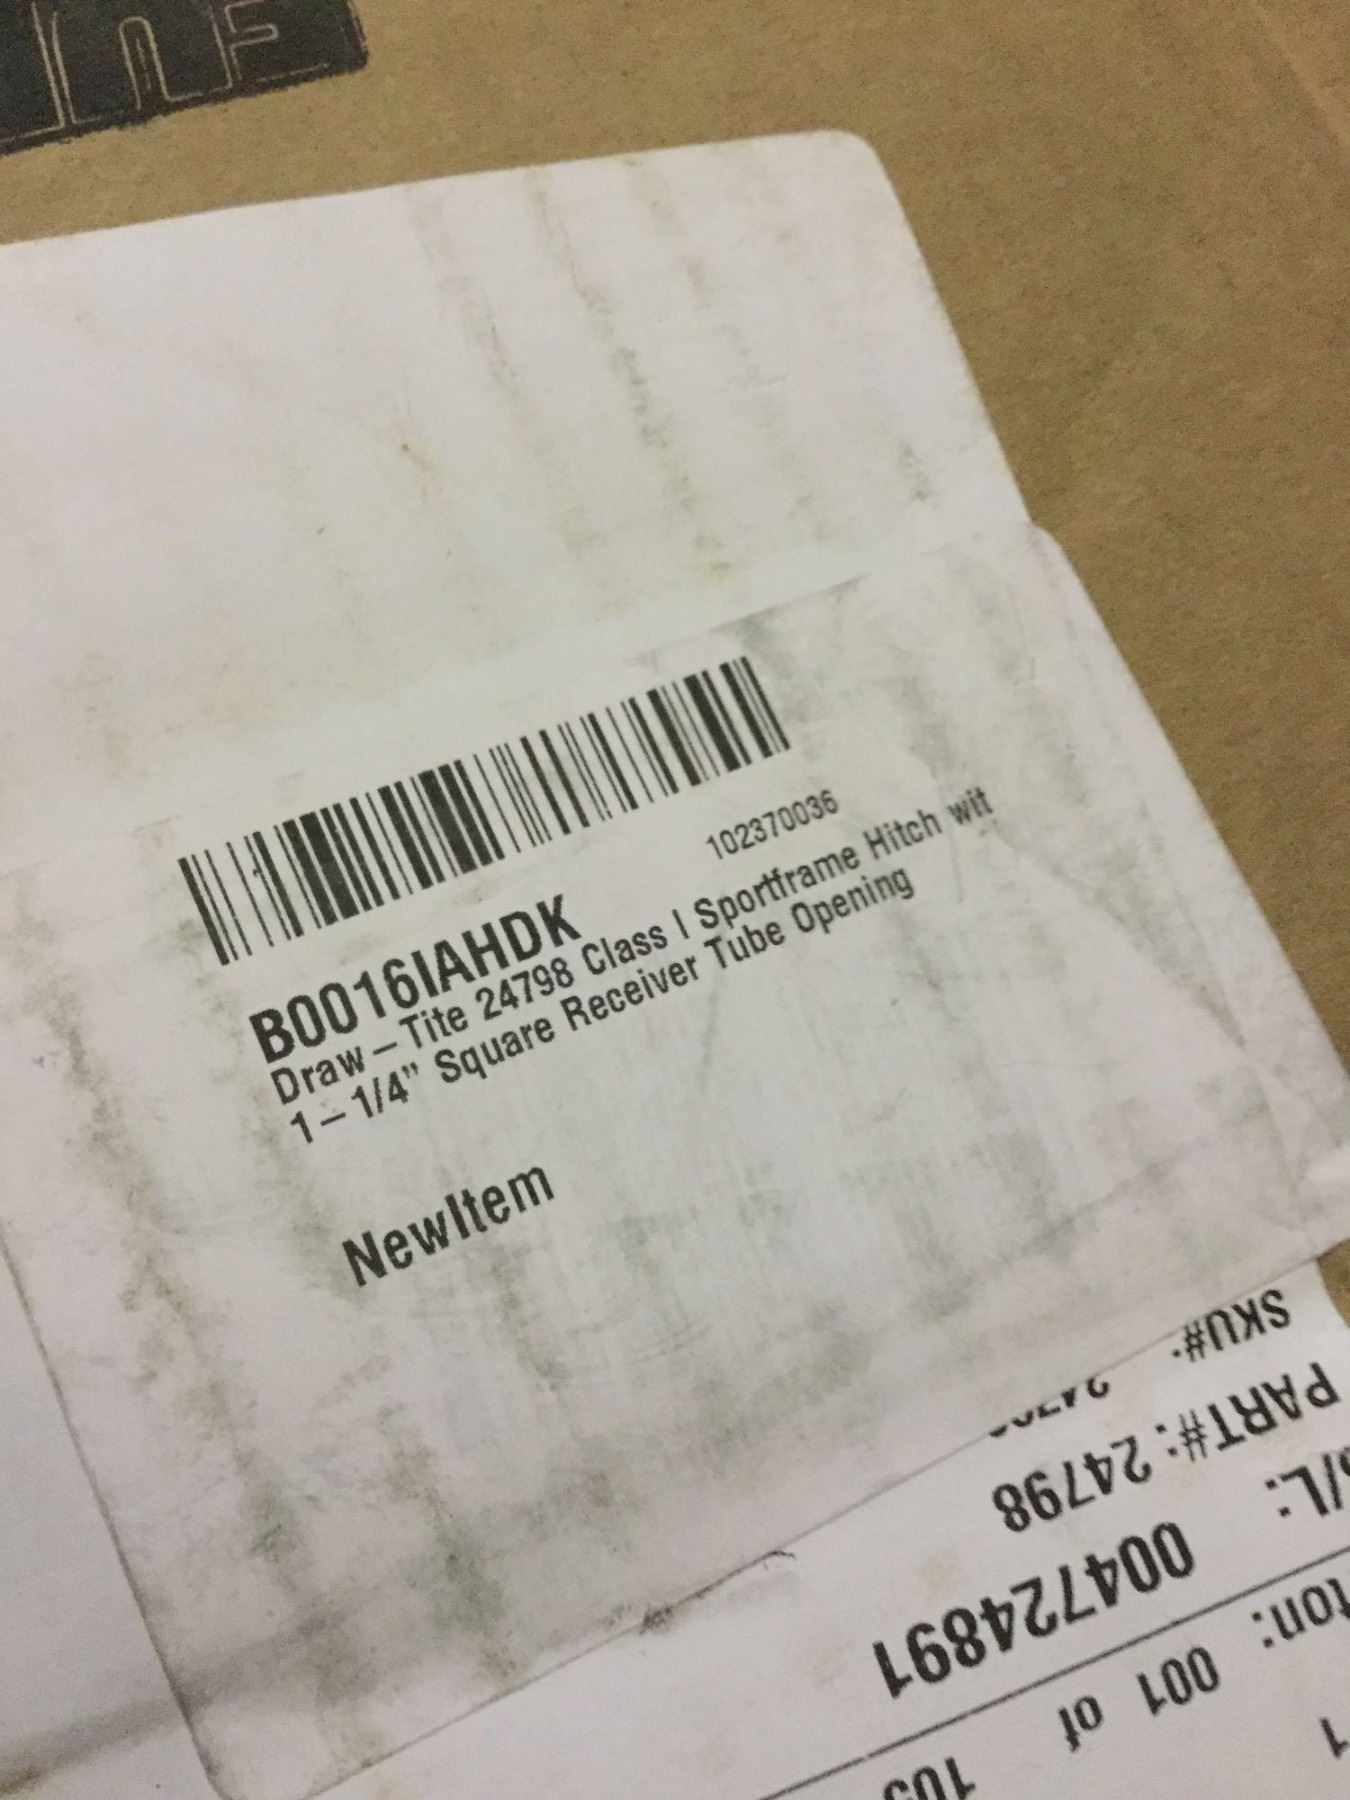 102370036
B0016IAHDK
Draw-Tite 24798 Class I Sportframe Hitch wit
1-1/4" Square Receiver Tube Opening
NewItem
SKU#:
PART#: 24798
/L: 004724891
ton: 001 of